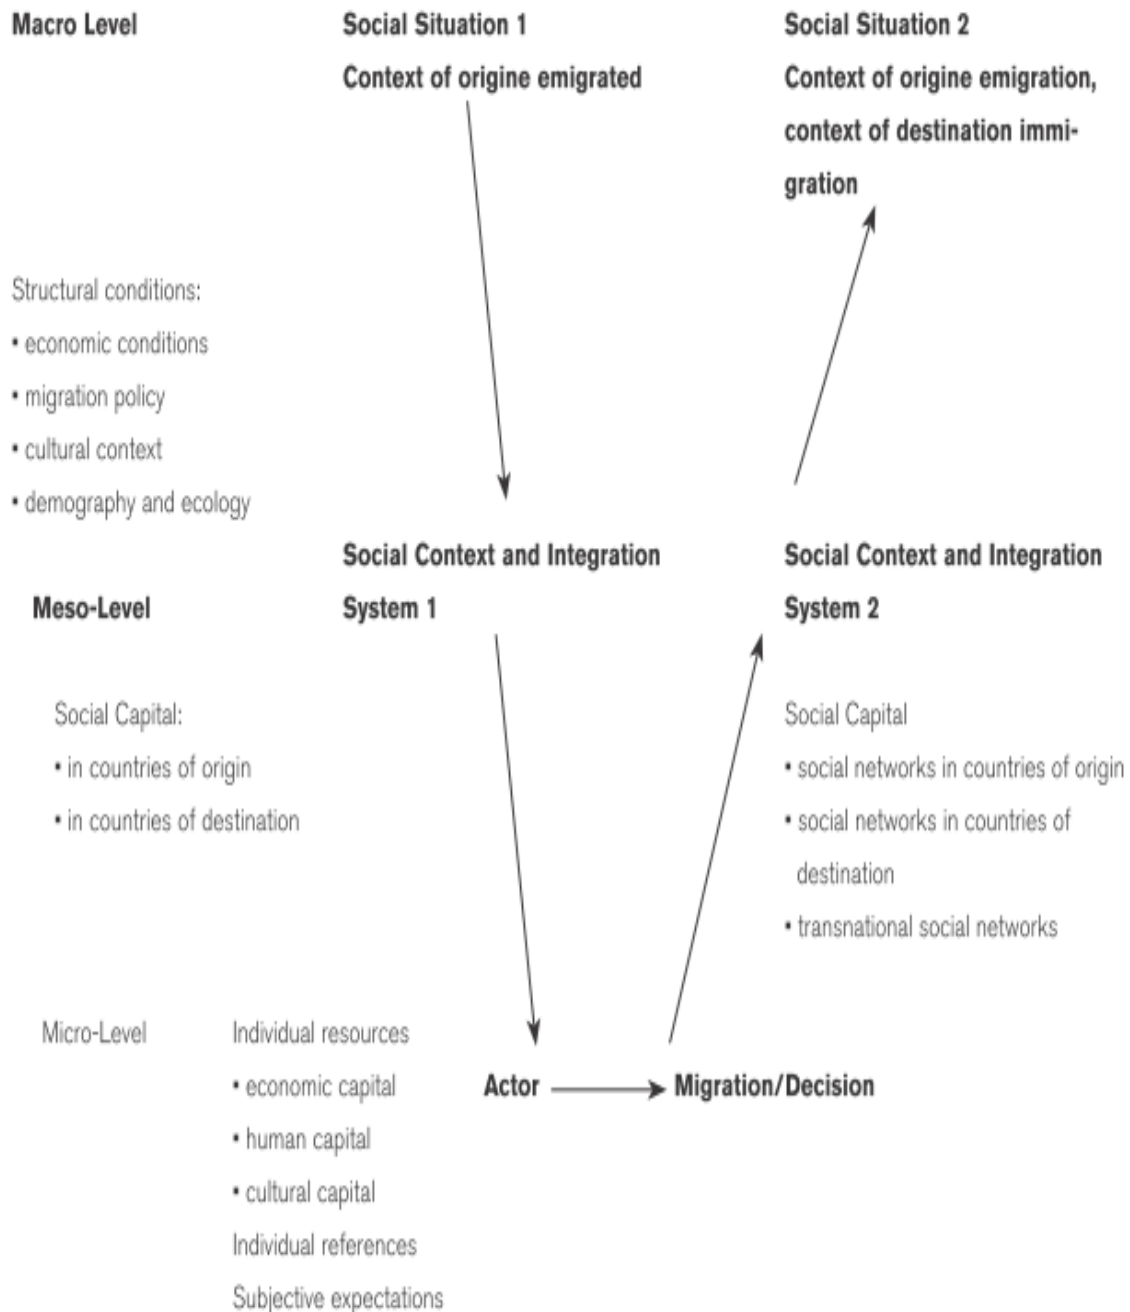 Macro Level
Social Situation 1
Social Situation 2
Context of origine emigrated
Context of origine emigration,
context of destination immi-
gration
Structural conditions:
• economic conditions
• migration policy
• cultural context
• demography and ecology
Social Context and Integration
Social Context and Integration
Meso-Level
System 1
System 2
Social Capital:
• in countries of origin
• in countries of destination
Social Capital
• social networks in countries of origin
• social networks in countries of
destination
• transnational social networks
Micro-Level
Individual resources
• economic capital
• human capital
• cultural capital
Individual references
Subjective expectations
Actor
Migration/Decision